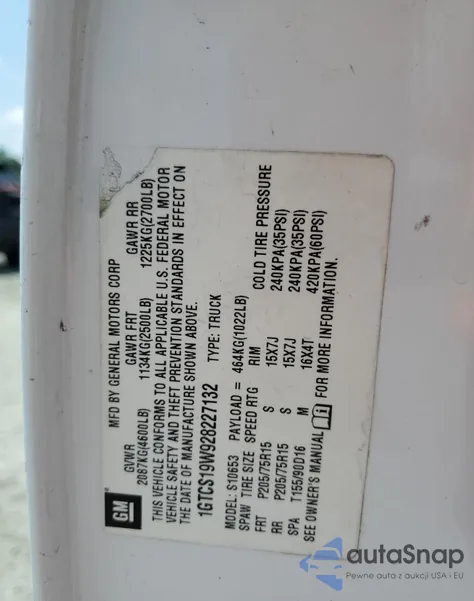 MFD BY GENERAL MOTORS CORP
GVWR GAWR FRT GAWR RR
2087KG(4600LB) 1134KG(2500LB) 1225KG(2700LB)
THIS VEHICLE CONFORMS TO ALL APPLICABLE U.S. FEDERAL MOTOR
VEHICLE SAFETY AND THEFT PREVENTION STANDARDS IN EFFECT ON
THE DATE OF MANUFACTURE SHOWN ABOVE.
1GTCS19W928227132 TYPE: TRUCK
MODEL: S10653 PAYLOAD = 464KG(1022LB)
SPAW TIRE SIZE SPEED RTG RIM COLD TIRE PRESSURE
FRT P205/75R15 S 15X7J 240KPA(35PSI)
RR P205/75R15 S 15X7J 240KPA(35PSI)
SPA T155/90D16 M 16X4T 420KPA(60PSI)
SEE OWNER'S MANUAL i FOR MORE INFORMATION.
GM
autoSnap
Pewne auta z aukcji USA i EU